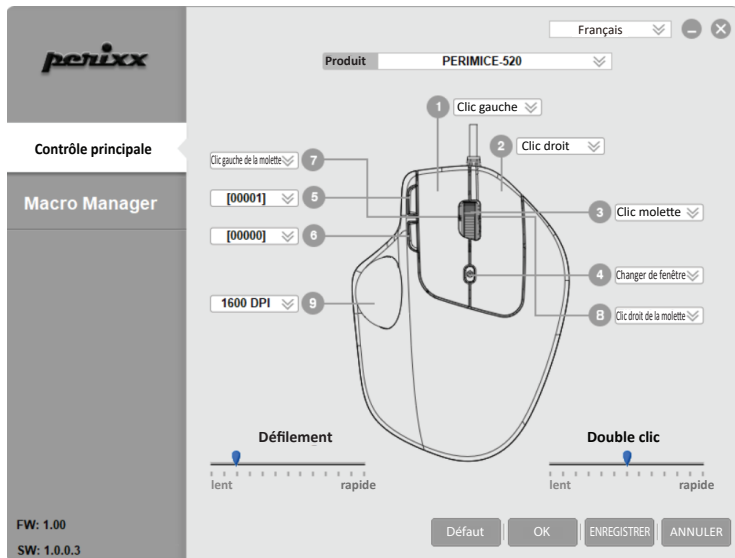 Français
perixx
Produit PERIMICE-520
1 Clic gauche
2 Clic droit
Contrôle principale
Clic gauche de la molette 7
Macro Manager
[00001] 5
3 Clic molette
[00000] 6
4 Changer de fenêtre
1600 DPI 9
B Clic droit de la molette
Défilement
Double clic
lent rapide
lent rapide
FW: 1.00
SW: 1.0.0.3
Défaut OK ENREGISTRER ANNULER